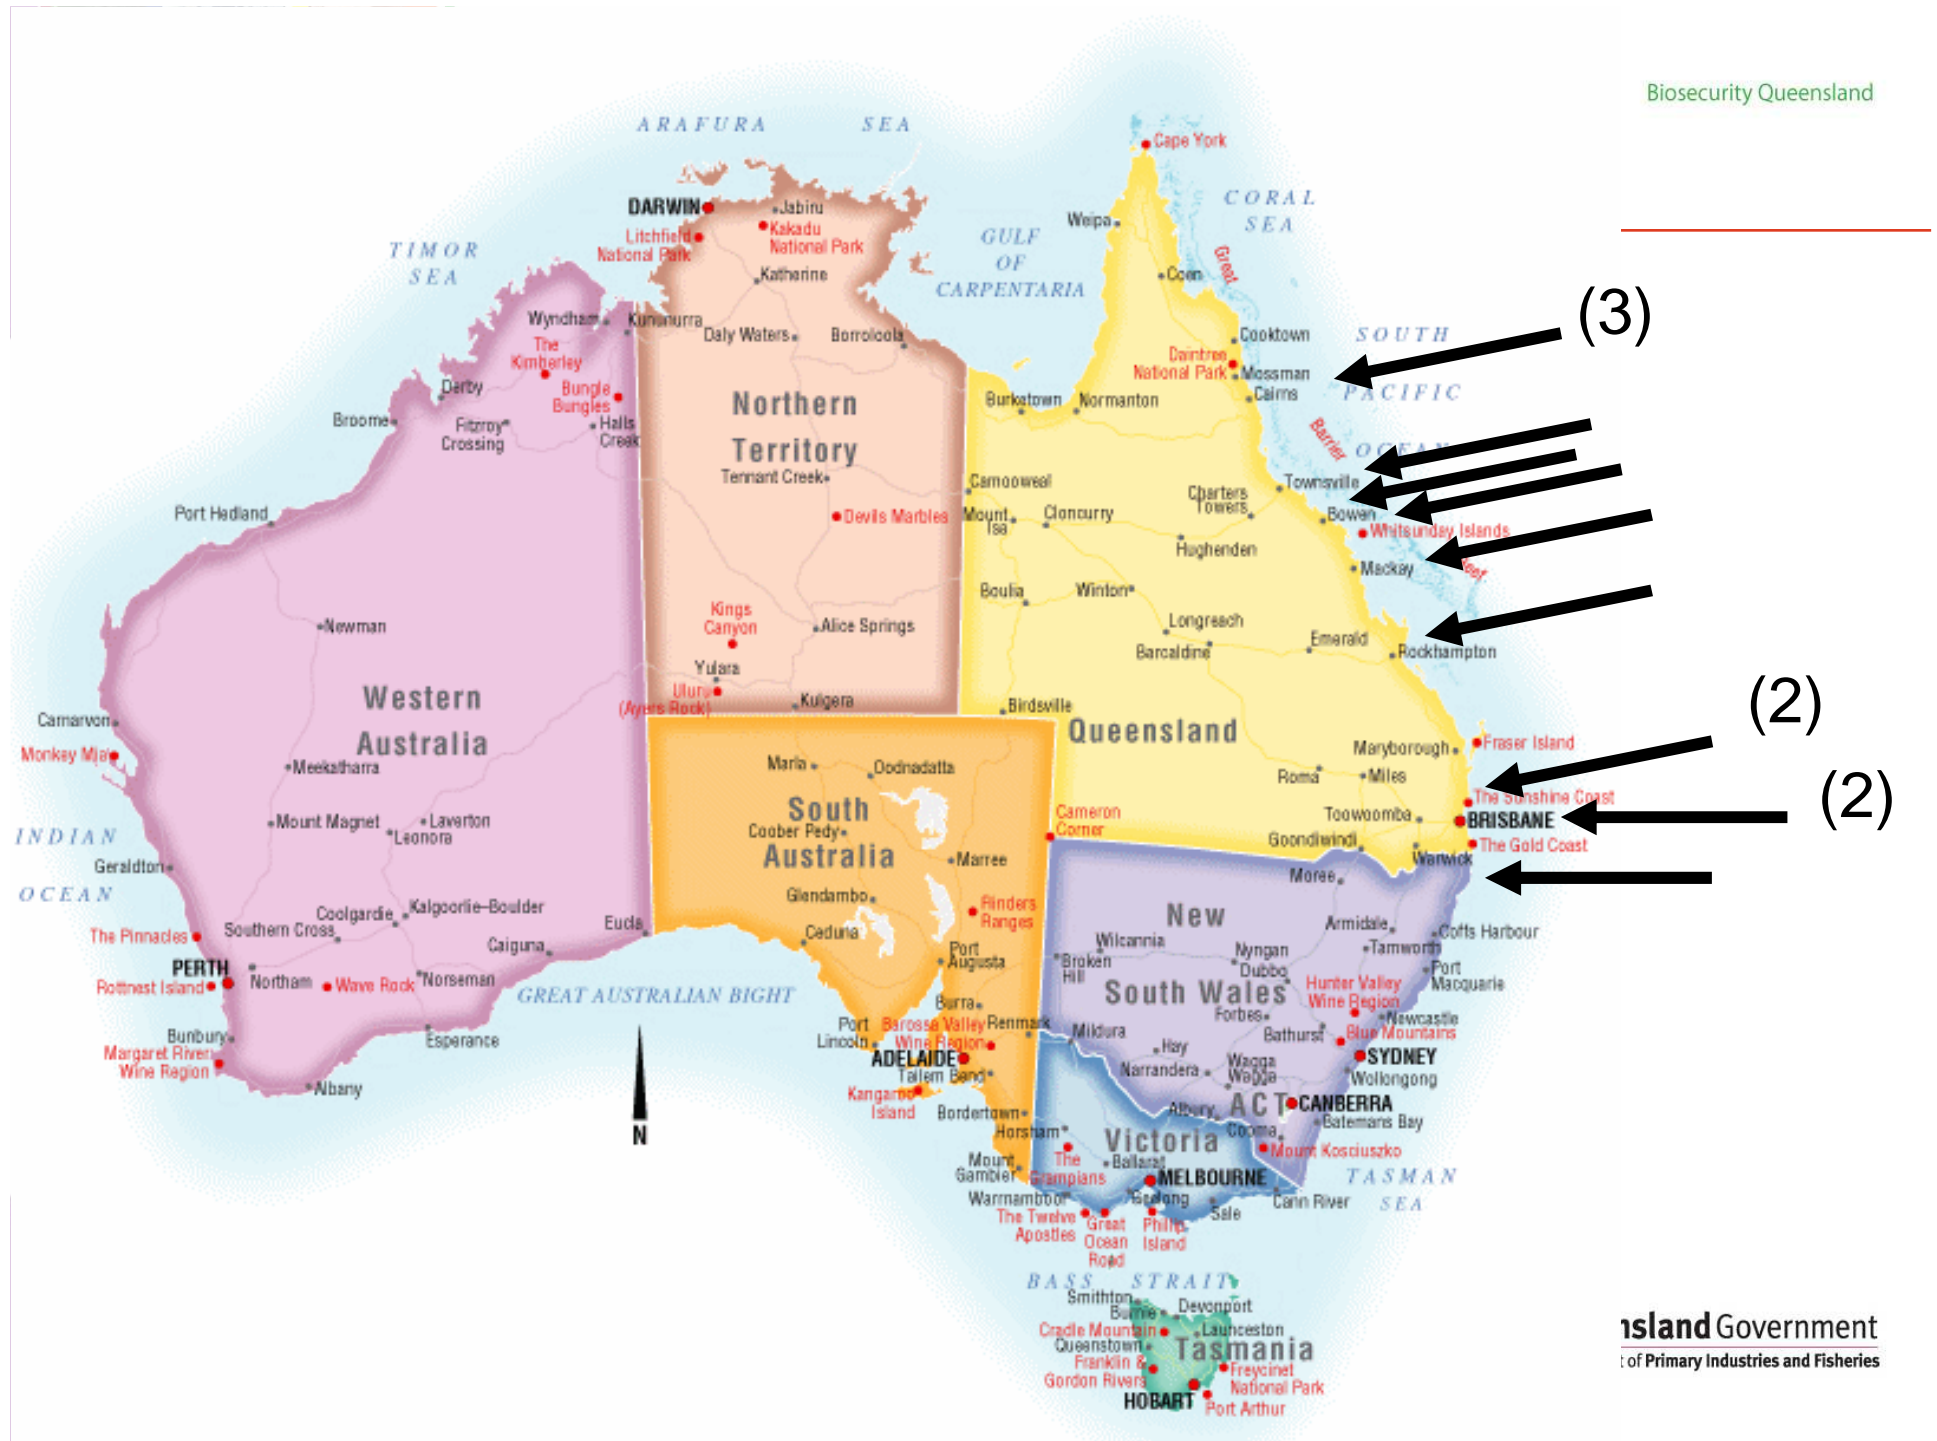 Biosecurity Queensland
ARAFURA SEA
Cape York
CORAL
SEA
DARWIN
Jabiru
Kakadu
National Park
Litchfield
National Park
Weipa
TIMOR
SEA
GULF
OF
CARPENTARIA
Great
Katherine
Coen
(3)
Wyndham
Kununurra
Daly Waters
Borroloola
Cooktown
SOUTH
PACIFIC
OCEAN
The
Kimberley
Daintree
National Park
Mossman
Cairns
Derby
Bungle
Bungles
Northern
Territory
Burketown
Normanton
Broome
Fitzroy
Crossing
Halls
Creek
Barrier
Tennant Creek
Camooweal
Townsville
Charters
Towers
Port Hedland
Devils Marbles
Mount
Isa
Cloncurry
Bowen
Whitsunday Islands
Hughenden
Mackay
Boulia
Winton
Kings
Canyon
Newman
Alice Springs
Longreach
Barcaldine
Emerald
Rockhampton
Yulara
Uluru
(Ayers Rock)
Kulgera
Birdsville
(2)
Western
Australia
Queensland
Carnarvon
Monkey Mia
Maryborough
Fraser Island
Meekatharra
Marla
Oodnadatta
Roma
Miles
The Sunshine Coast
(2)
South
Australia
Coober Pedy
Cameron
Corner
Toowoomba
BRISBANE
Mount Magnet
Laverton
Leonora
INDIAN
OCEAN
Goondiwindi
The Gold Coast
Warwick
Geraldton
Marree
Moree
Glendambo
Flinders
Ranges
New
South Wales
Coolgardie
Kalgoorlie–Boulder
Southern Cross
Eucla
Ceduna
Armidale
Coffs Harbour
The Pinnacles
Caiguna
Port
Augusta
Wilcannia
Broken
Hill
Nyngan
Tamworth
PERTH
Rottnest Island
Northam
Wave Rock
Norseman
GREAT AUSTRALIAN BIGHT
Dubbo
Port
Macquarie
Hunter Valley
Wine Region
Burra
Forbes
Newcastle
Bunbury
Esperance
Port
Lincoln
Barossa Valley
Wine Region
Renmark
Mildura
Bathurst
Blue Mountains
Margaret River
Wine Region
ADELAIDE
Hay
Narrandera
Wagga
Wagga
SYDNEY
Wollongong
Albany
Tailem Bend
Kangaroo
Island
Bordertown
Albury
ACT
CANBERRA
Batemans Bay
N
Horsham
Victoria
Cooma
Mount Kosciuszko
Mount
Gambier
The
Grampians
Ballarat
MELBOURNE
TASMAN
SEA
Warrnambool
Geelong
Sale
Cann River
The Twelve
Apostles
Great
Ocean
Road
Phillip
Island
BASS STRAIT
Smithton
Burnie
Devonport
Cradle Mountain
Launceston
Queenstown
Tasmania
Franklin &
Gordon Rivers
Freycinet
National Park
HOBART
Port Arthur
nsland Government
t of Primary Industries and Fisheries